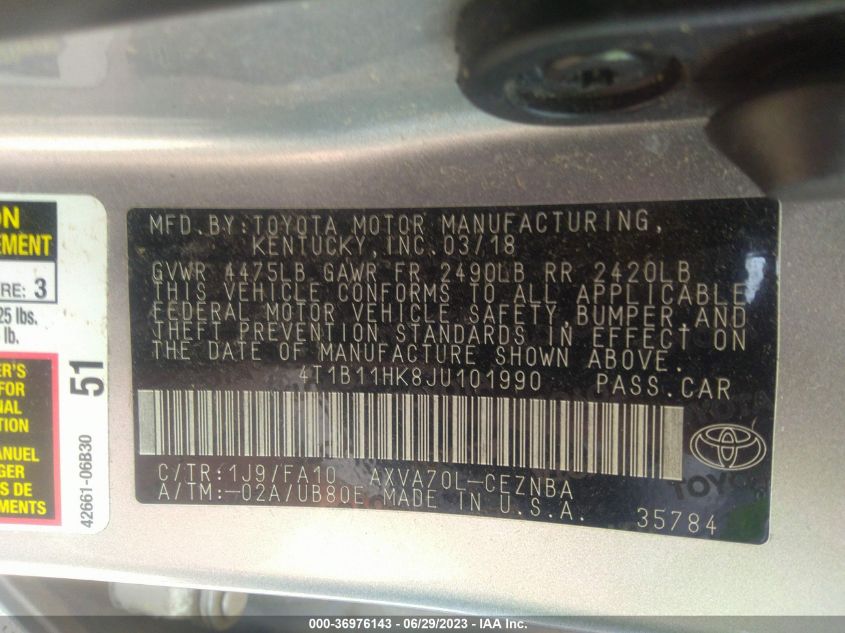 ON
EMENT
RE: 3
25 lbs.
lb.
51
42661-06B30
R'S
FOR
NAL
TION
ANUEL
GER
DE
MENTS
MFD.BY:TOYOTA MOTOR MANUFACTURING,
KENTUCKY,INC.03/18
GVWR 4475LB GAWR FR 2490LB RR 2420LB
THIS VEHICLE CONFORMS TO ALL APPLICABLE
FEDERAL MOTOR VEHICLE SAFETY,BUMPER,AND
THEFT PREVENTION STANDARDS IN EFFECT ON
THE DATE OF MANUFACTURE SHOWN ABOVE.
4T1B11HK8JU101990 PASS.CAR
C/TR:1J9/FA10 AXVA70L-CEZNBA
A/TM:-02A/UB80E MADE IN U.S.A.
35784
TOYOTA
000-36976143 - 06/29/2023 - IAA Inc.